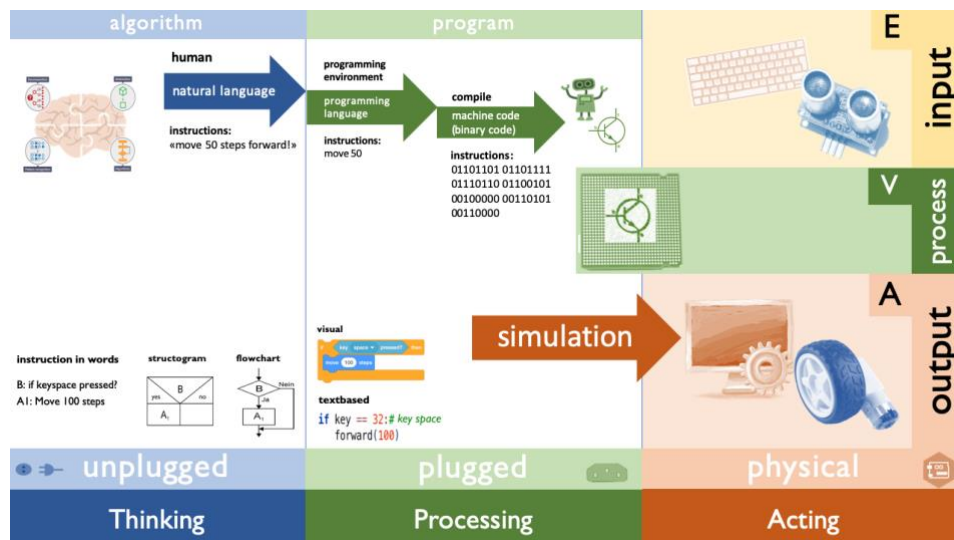 algorithm
program
E
input
human
natural language
instructions:
«move 50 steps forward!»
programming
environment
programming
language
instructions:
move 50
compile
machine code
(binary code)
instructions:
01101101 01101111
01110110 01100101
00100000 00110101
00110000
V
process
A
output
simulation
instruction in words
B: if keyspace pressed?
A1: Move 100 steps
structogram
B
yes
no
A₁
flowchart
B
Nein
Ja
A₁
visual
key space pressed?
move 100 steps
textbased
if key == 32:# key space
forward(100)
unplugged
plugged
physical
Thinking
Processing
Acting